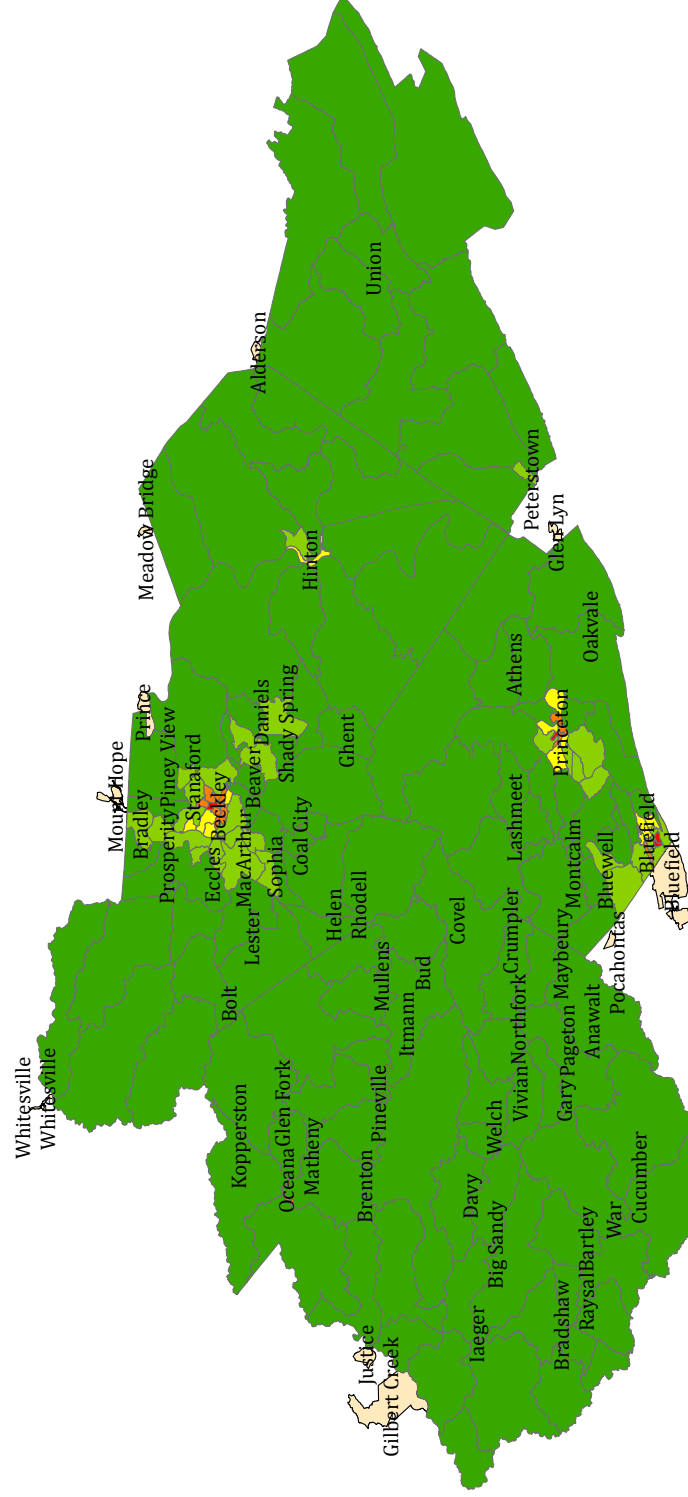 Whitesville
Whitesville
Mount Hope
Prince
Meadow Bridge
Alderson
Bradley
Prosperity
Piney View
Stanaford
Eccles
Beckley
MacArthur
Beaver
Daniels
Shady Spring
Sophia
Coal City
Lester
Bolt
Hinton
Union
Ghent
Helen
Rhodell
Kopperston
Oceana
Glen Fork
Matheny
Mullens
Itmann
Bud
Covel
Pineville
Brenton
Justice
Gilbert Creek
Peterstown
Glen Lyn
Athens
Oakvale
Princeton
Lashmeet
Montcalm
Bluewell
Bluefield
Bluefield
Crumpler
Northfork
Maybeury
Pocahontas
Vivian
Gary
Pageton
Anawalt
Welch
Davy
Big Sandy
Iaeger
Bradshaw
Raysal
Bartley
War
Cucumber